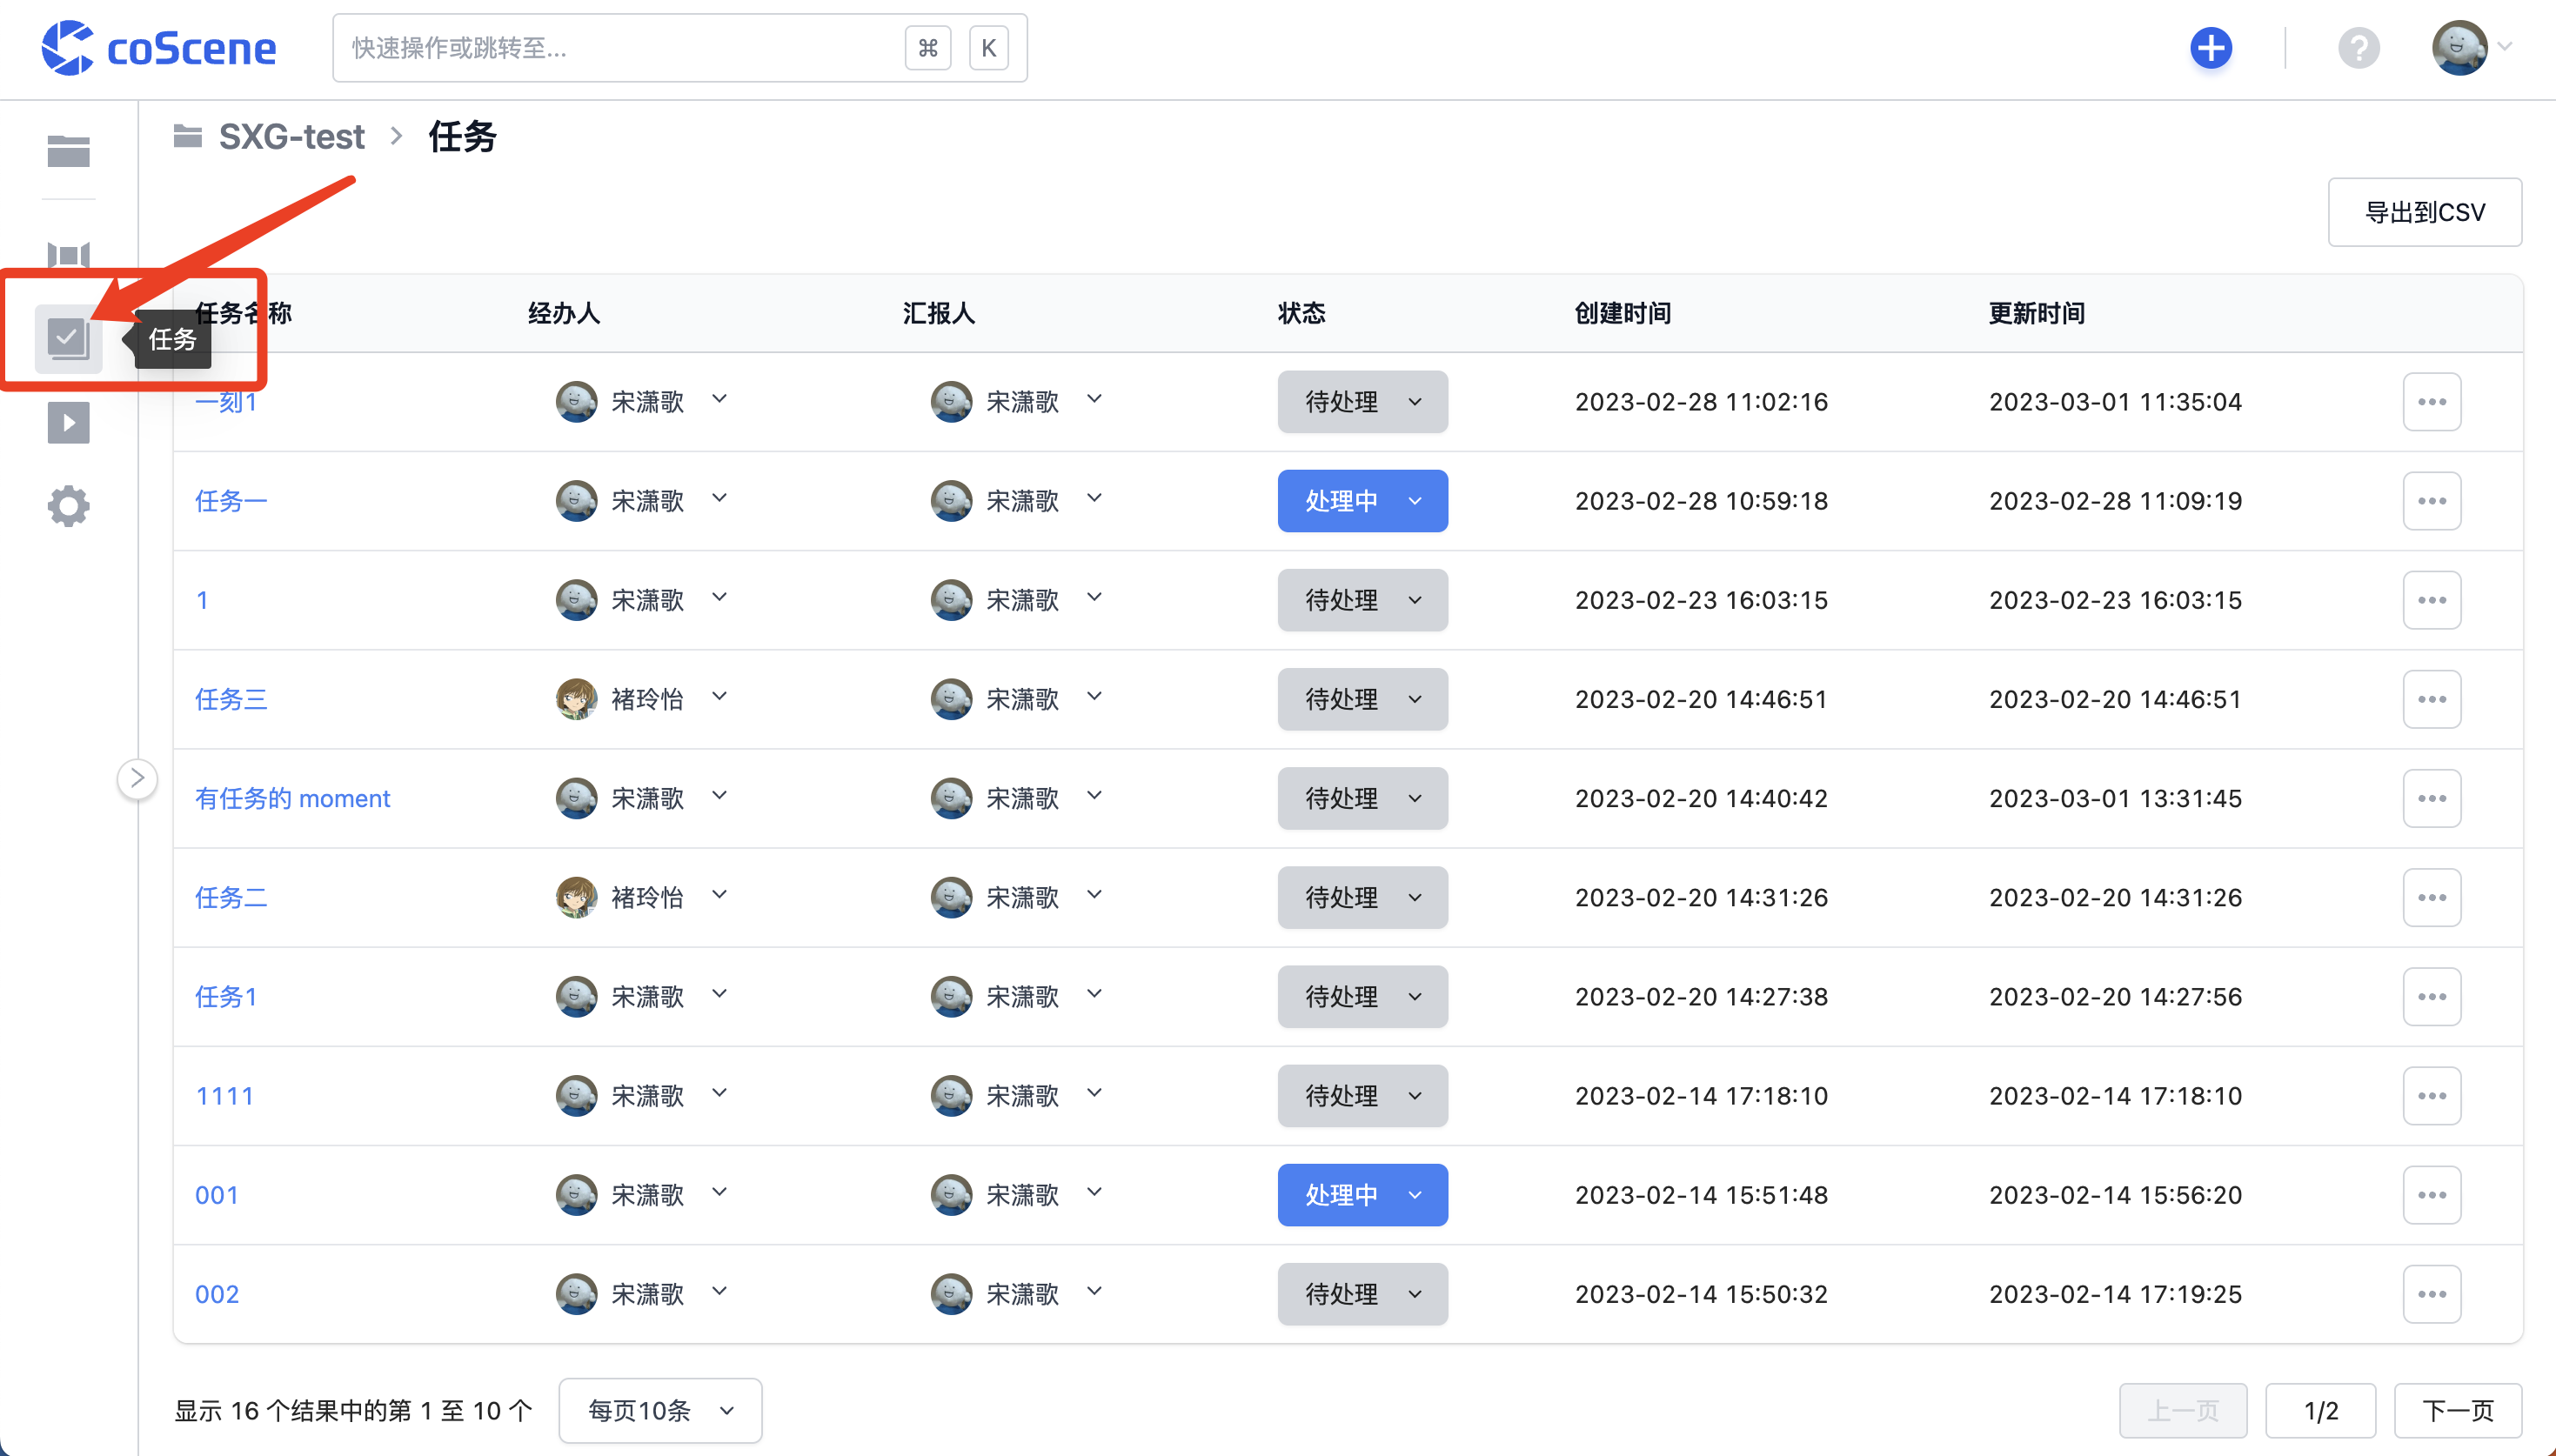 coScene 快速操作或跳转至... ⌘ K
SXG-test > 任务
导出到CSV
任务名称 经办人 汇报人 状态 创建时间 更新时间
任务
一刻1 宋潇歌 宋潇歌 待处理 2023-02-28 11:02:16 2023-03-01 11:35:04
任务一 宋潇歌 宋潇歌 处理中 2023-02-28 10:59:18 2023-02-28 11:09:19
1 宋潇歌 宋潇歌 待处理 2023-02-23 16:03:15 2023-02-23 16:03:15
任务三 褚玲怡 宋潇歌 待处理 2023-02-20 14:46:51 2023-02-20 14:46:51
有任务的 moment 宋潇歌 宋潇歌 待处理 2023-02-20 14:40:42 2023-03-01 13:31:45
任务二 褚玲怡 宋潇歌 待处理 2023-02-20 14:31:26 2023-02-20 14:31:26
任务1 宋潇歌 宋潇歌 待处理 2023-02-20 14:27:38 2023-02-20 14:27:56
1111 宋潇歌 宋潇歌 待处理 2023-02-14 17:18:10 2023-02-14 17:18:10
001 宋潇歌 宋潇歌 处理中 2023-02-14 15:51:48 2023-02-14 15:56:20
002 宋潇歌 宋潇歌 待处理 2023-02-14 15:50:32 2023-02-14 17:19:25
显示 16 个结果中的第 1 至 10 个 每页10条 上一页 1/2 下一页